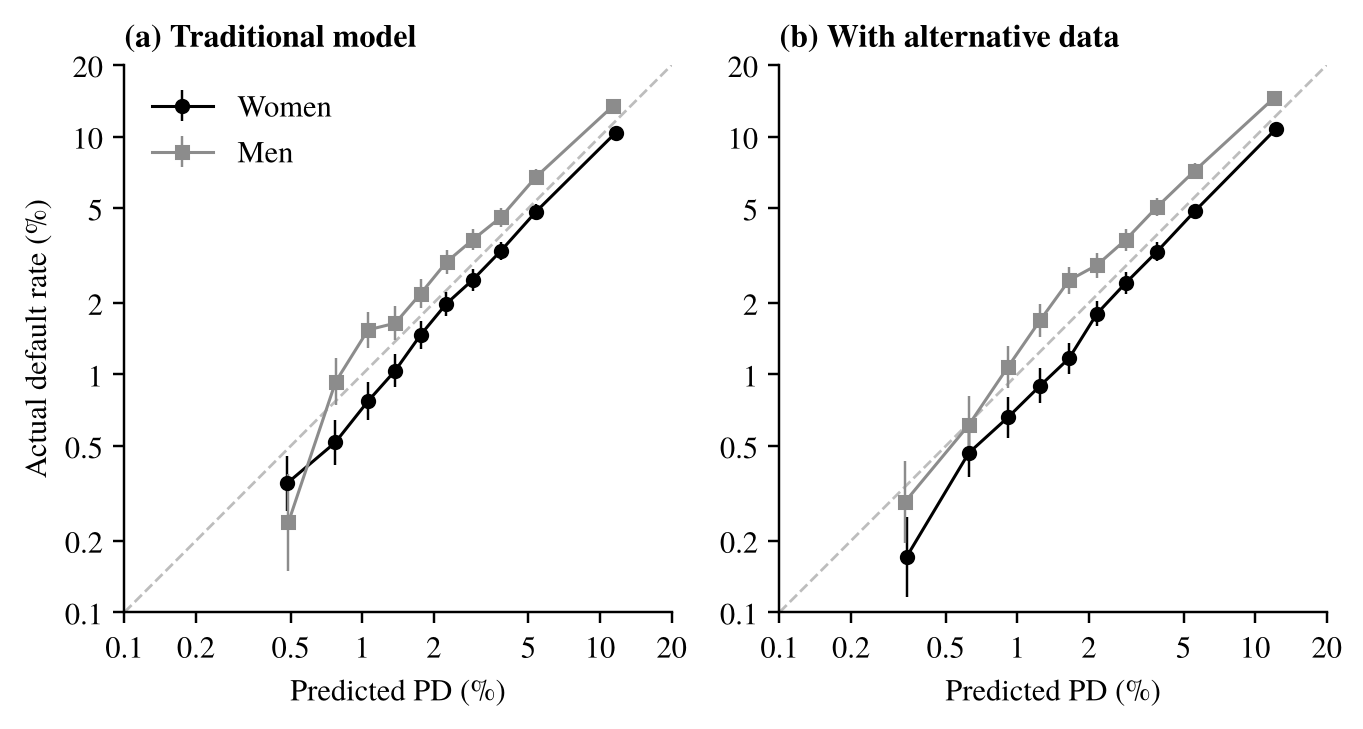 (a) Traditional model
20
10
5
2
1
0.5
0.2
0.1
Actual default rate (%)
Women
Men
0.1 0.2 0.5 1 2 5 10 20
Predicted PD (%)
(b) With alternative data
20
10
5
2
1
0.5
0.2
0.1
0.1 0.2 0.5 1 2 5 10 20
Predicted PD (%)